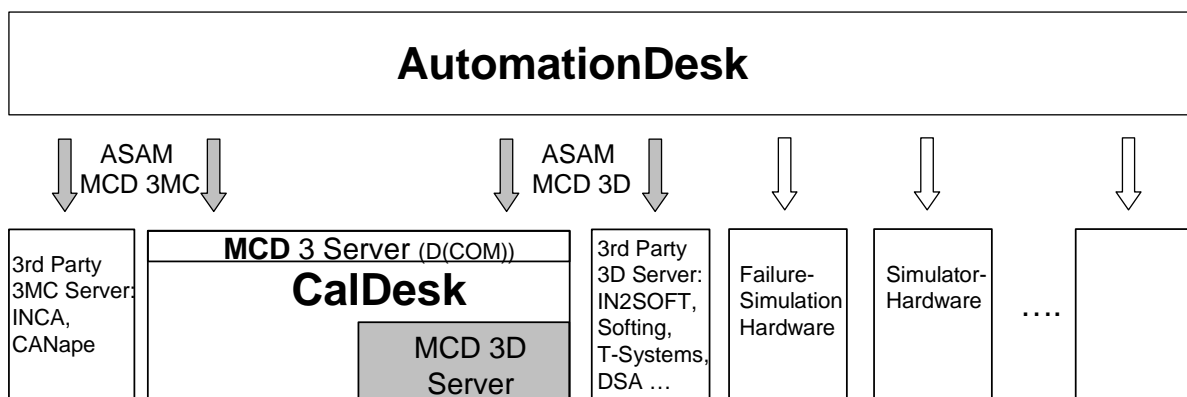 AutomationDesk
ASAM
MCD 3MC
ASAM
MCD 3D
3rd Party
3MC Server:
INCA,
CANape
MCD 3 Server (D(COM))
CalDesk
MCD 3D
Server
3rd Party
3D Server:
IN2SOFT,
Softing,
T-Systems,
DSA …
Failure-
Simulation
Hardware
Simulator-
Hardware
….